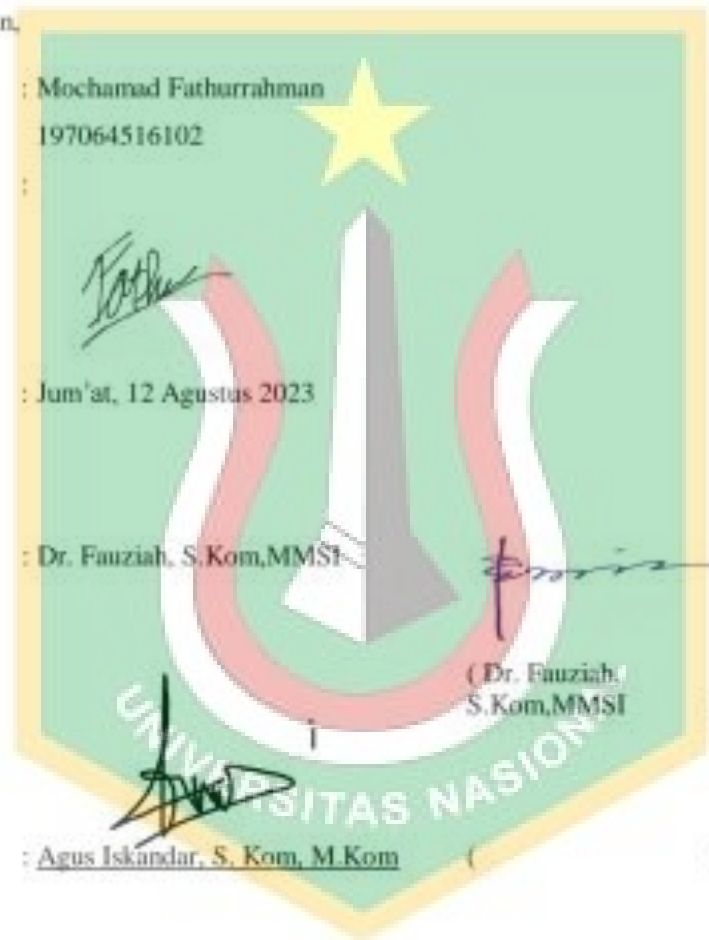 n,
: Mochamad Fathurrahman
197064516102
:
: Jum'at, 12 Agustus 2023
: Dr. Fauziah, S.Kom,MMSI
( Dr. Fauziah,
S.Kom,MMSI
i
UNIVERSITAS NASIONAL
: Agus Iskandar, S. Kom, M.Kom (